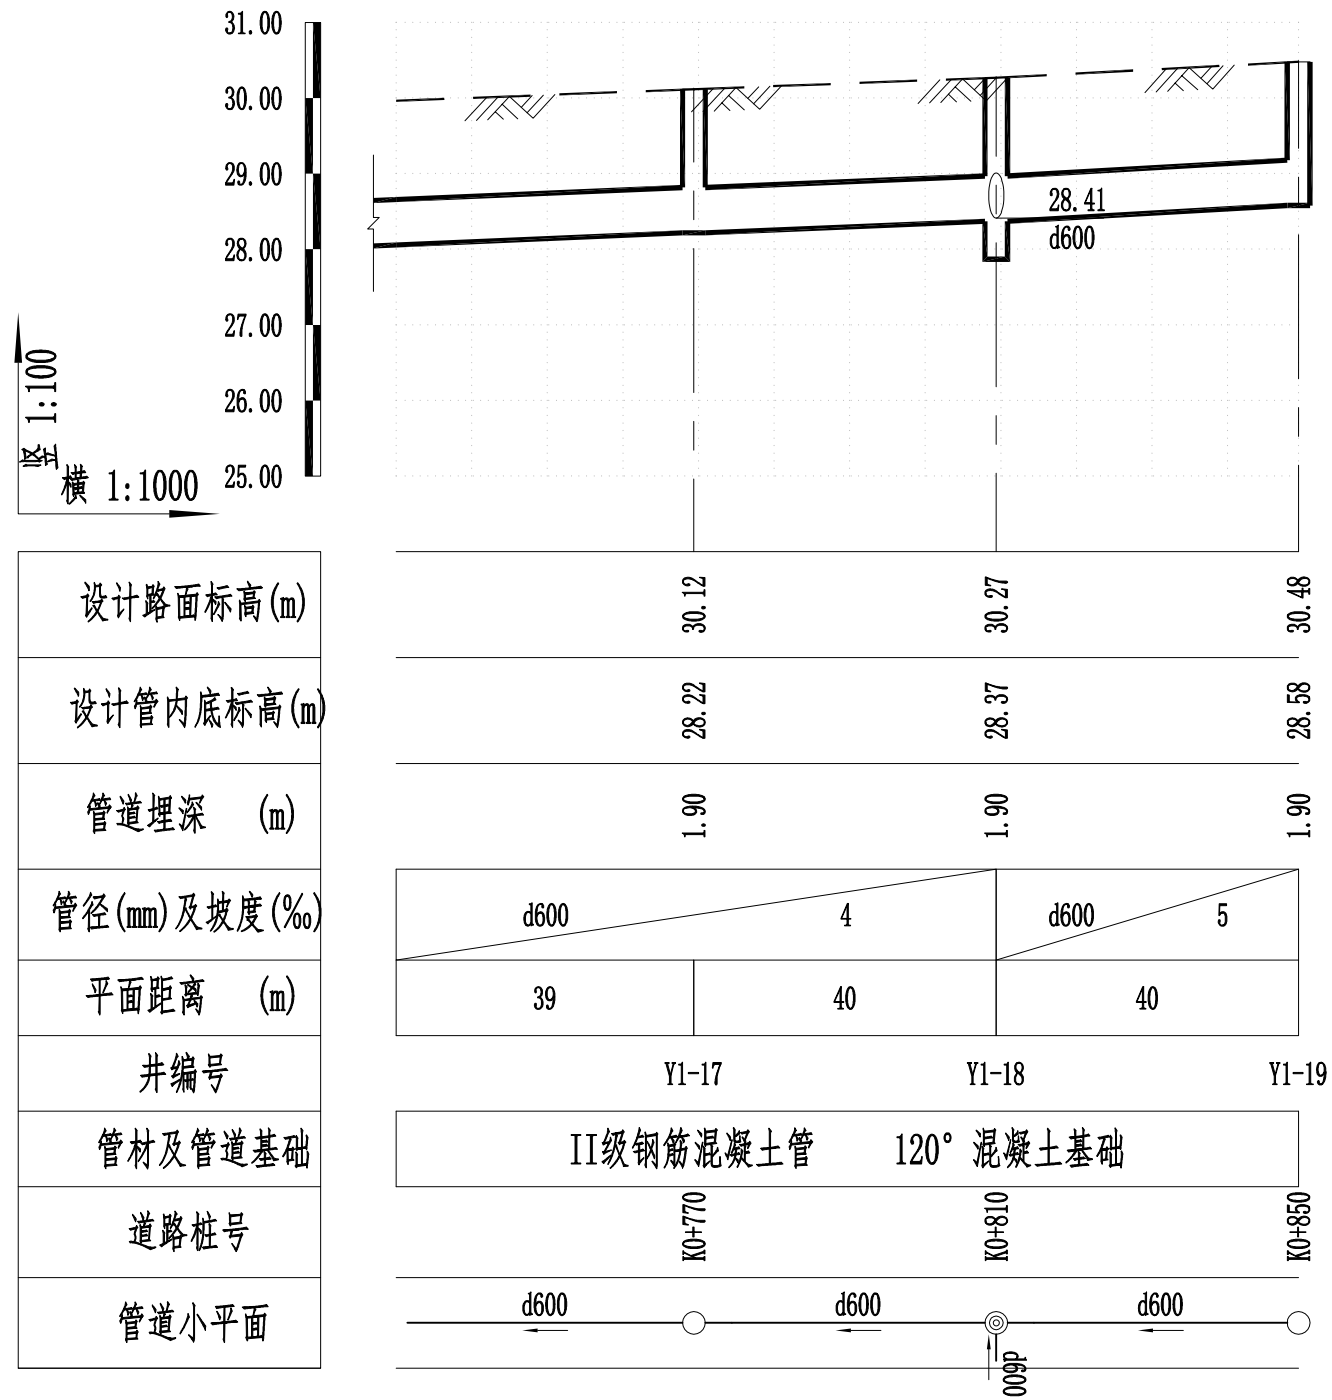 31.00
30.00
29.00
28.00
27.00
26.00
25.00
竖 1:100
横 1:1000
28.41
d600
设计路面标高(m) 30.12 30.27 30.48
设计管内底标高(m) 28.22 28.37 28.58
管道埋深 (m) 1.90 1.90 1.90
管径(mm)及坡度(‰) d600 4 d600 5
平面距离 (m) 39 40 40
井编号 Y1-17 Y1-18 Y1-19
管材及管道基础 II级钢筋混凝土管 120°混凝土基础
道路桩号 K0+770 K0+810 K0+850
管道小平面 d600 d600 d600
d600